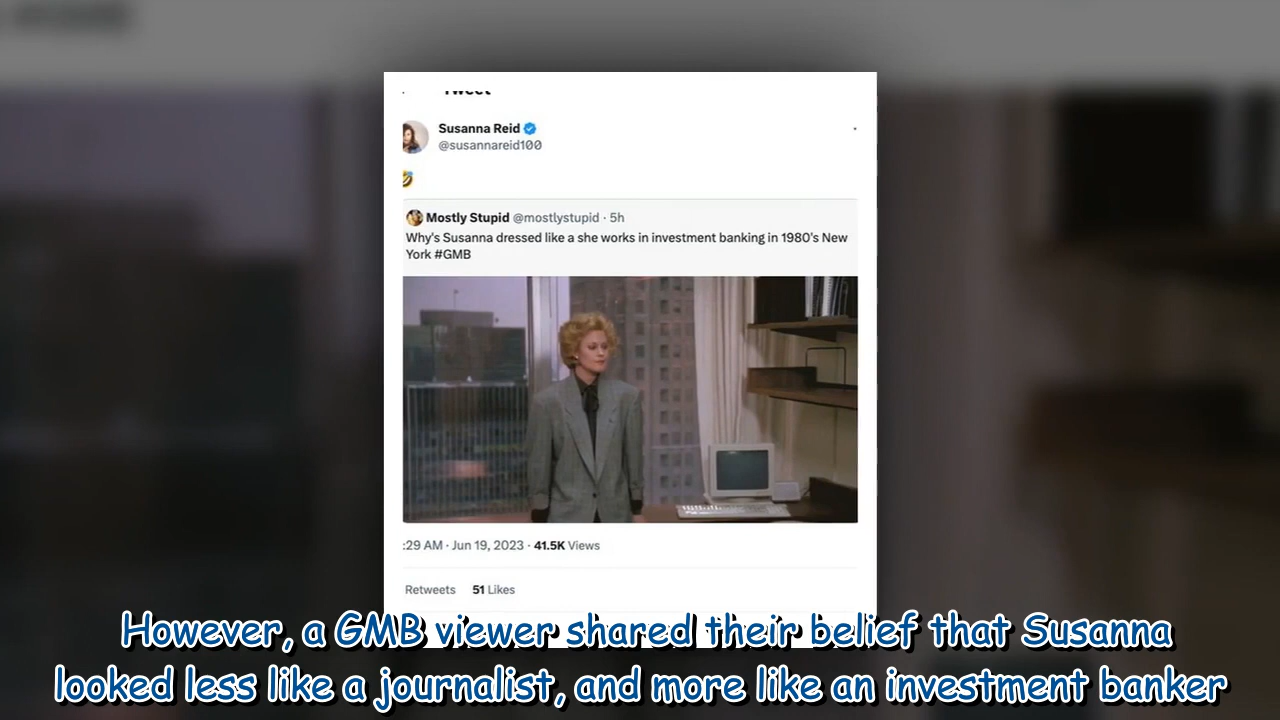 Tweet
Susanna Reid
@susannareid100
Mostly Stupid @mostlystupid · 5h
Why's Susanna dressed like a she works in investment banking in 1980's New
York #GMB
:29 AM · Jun 19, 2023 · 41.5K Views
Retweets 51 Likes
However, a GMB viewer shared their belief that Susanna
looked less like a journalist, and more like an investment banker